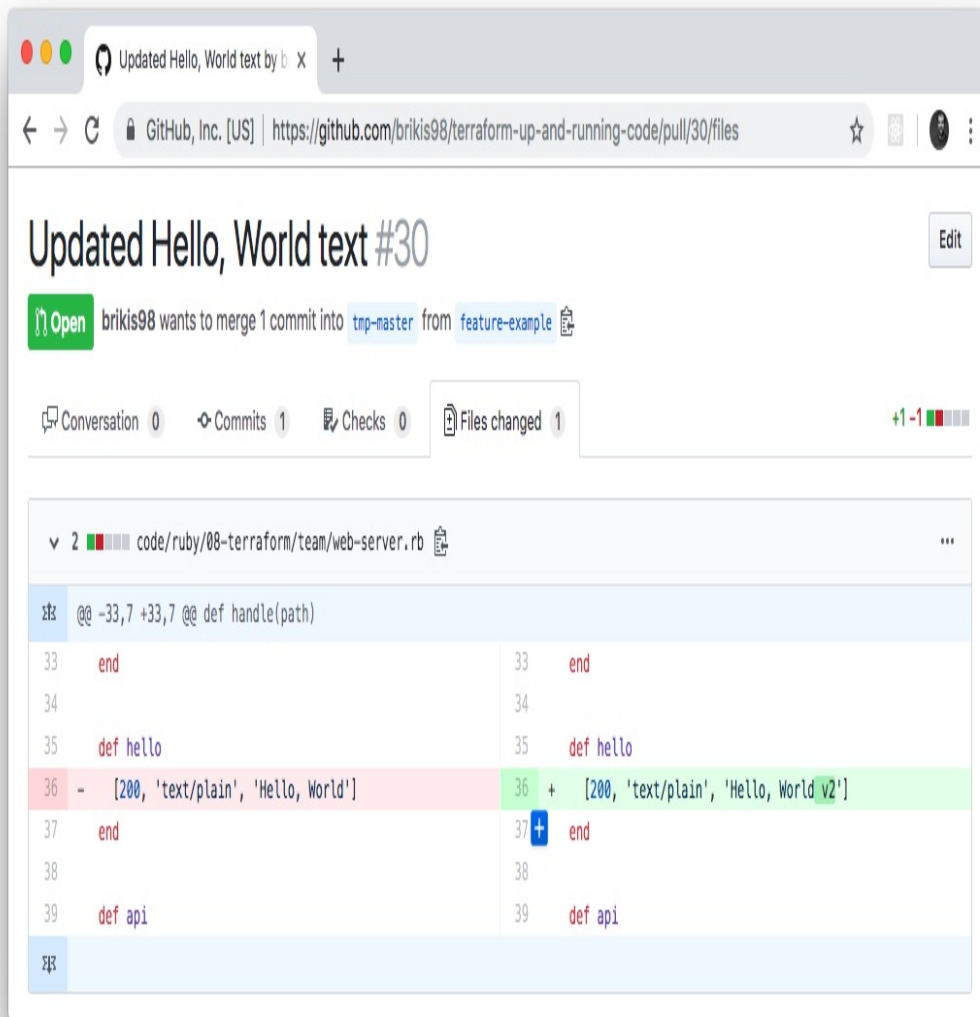 Updated Hello, World text by b
GitHub, Inc. [US] | https://github.com/brikis98/terraform-up-and-running-code/pull/30/files
Updated Hello, World text #30
Edit
Open brikis98 wants to merge 1 commit into tmp-master from feature-example
Conversation 0 Commits 1 Checks 0 Files changed 1 +1 −1
2 code/ruby/08-terraform/team/web-server.rb ...
@@ -33,7 +33,7 @@ def handle(path)
33 end 33 end
34 34
35 def hello 35 def hello
36 - [200, 'text/plain', 'Hello, World'] 36 + [200, 'text/plain', 'Hello, World v2']
37 end 37 + end
38 38
39 def api 39 def api